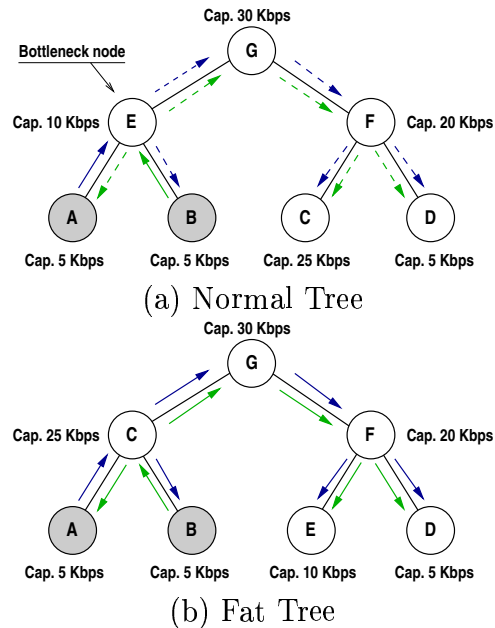 Cap. 30 Kbps
G
Bottleneck node
Cap. 10 Kbps
E
F
Cap. 20 Kbps
A
B
C
D
Cap. 5 Kbps
Cap. 5 Kbps
Cap. 25 Kbps
Cap. 5 Kbps
(a) Normal Tree
Cap. 30 Kbps
G
Cap. 25 Kbps
C
F
Cap. 20 Kbps
A
B
E
D
Cap. 5 Kbps
Cap. 5 Kbps
Cap. 10 Kbps
Cap. 5 Kbps
(b) Fat Tree